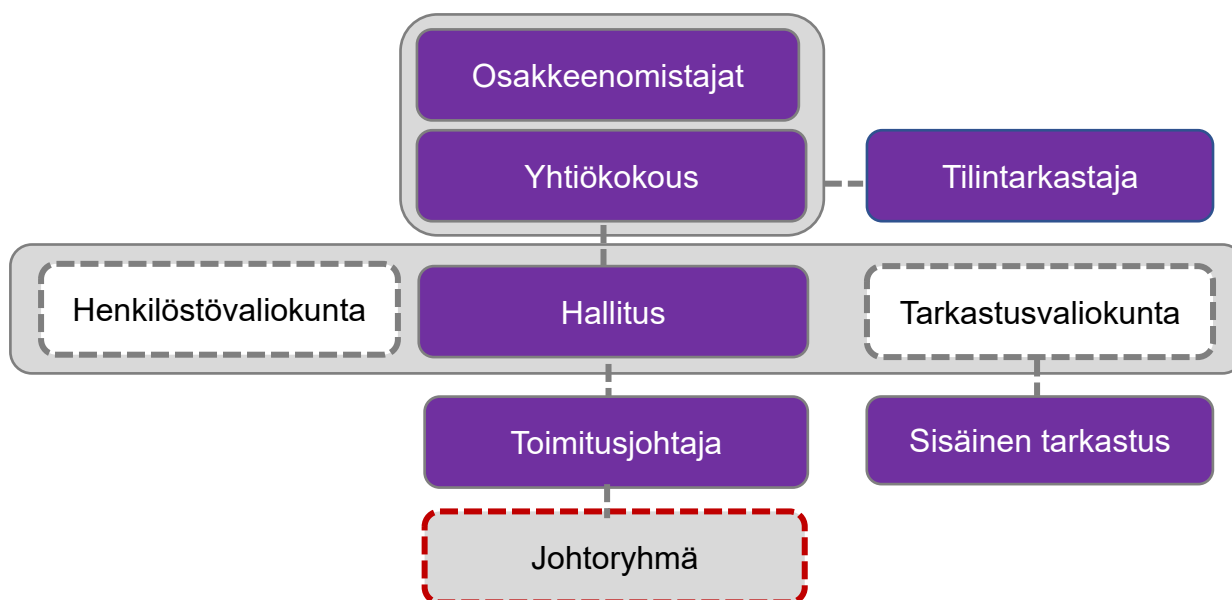 Osakkeenomistajat
Yhtiökokous
Tilintarkastaja
Henkilöstövaliokunta
Hallitus
Tarkastusvaliokunta
Toimitusjohtaja
Sisäinen tarkastus
Johtoryhmä